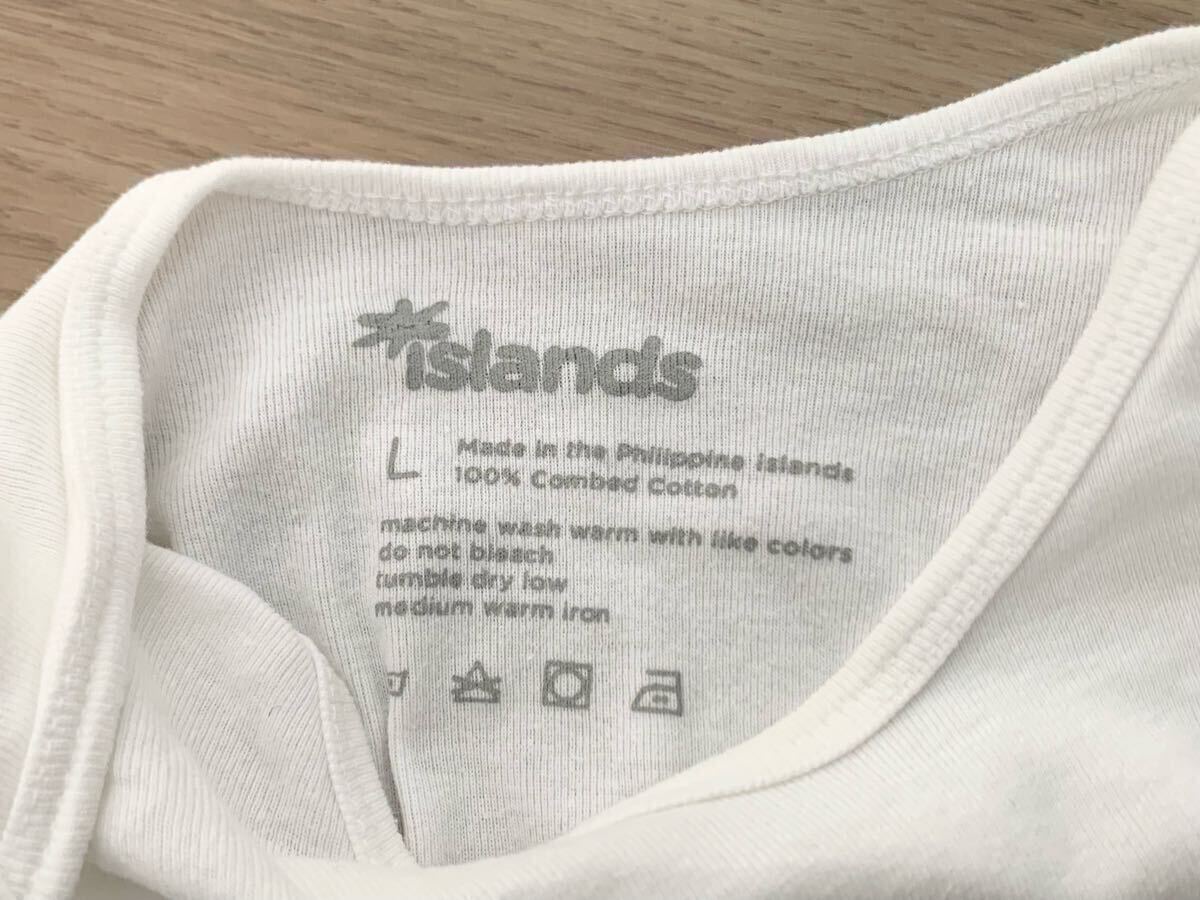 islands
L
Made in the Philippine islands
100% Combed Cotton
machine wash warm with like colors
do not bleach
tumble dry low
medium warm iron